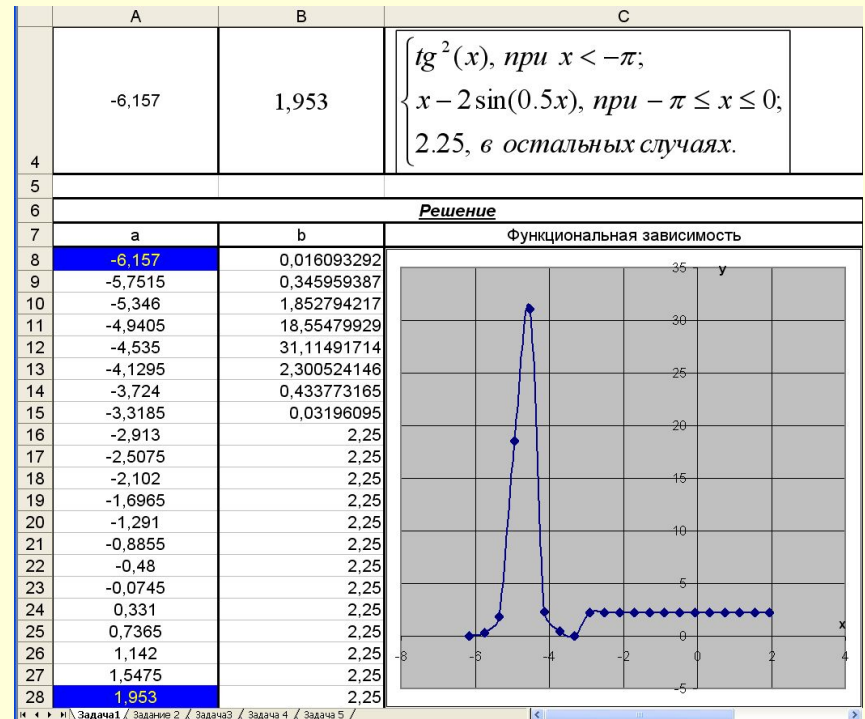 A B C
4 -6,157 1,953
tg²(x), при x < −π;
x − 2 sin(0.5x), при − π ≤ x ≤ 0;
2.25, в остальных случаях.
5
6 Решение
7 a b Функциональная зависимость
8 -6,157 0,016093292
9 -5,7515 0,345959387
10 -5,346 1,852794217
11 -4,9405 18,55479929
12 -4,535 31,11491714
13 -4,1295 2,300524146
14 -3,724 0,433773165
15 -3,3185 0,03196095
16 -2,913 2,25
17 -2,5075 2,25
18 -2,102 2,25
19 -1,6965 2,25
20 -1,291 2,25
21 -0,8855 2,25
22 -0,48 2,25
23 -0,0745 2,25
24 0,331 2,25
25 0,7365 2,25
26 1,142 2,25
27 1,5475 2,25
28 1,953 2,25
35 y
30
25
20
15
10
5
x
0
-8 -6 -4 -2 0 2 4
-5
Задача1 / Задание 2 / Задача3 / Задача 4 / Задача 5 /